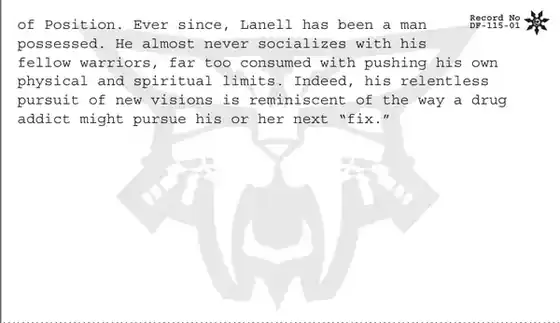 of Position. Ever since, Lanell has been a man
possessed. He almost never socializes with his
fellow warriors, far too consumed with pushing his own
physical and spiritual limits. Indeed, his relentless
pursuit of new visions is reminiscent of the way a drug
addict might pursue his or her next “fix.”
Record No
DF-115-01